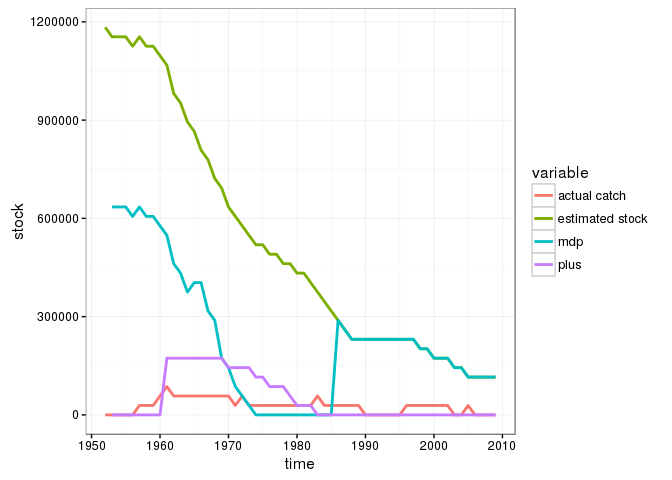 1200000
900000
600000
300000
0
stock
1950
1960
1970
1980
1990
2000
2010
time
variable
actual catch
estimated stock
mdp
plus